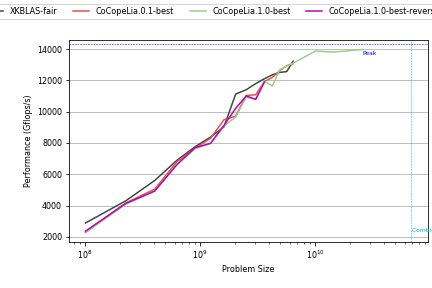 XKBLAS-fair CoCopeLia.0.1-best CoCopeLia.1.0-best CoCopeLia.1.0-best-revers
14000
Peak
12000
10000
8000
6000
4000
2000
Performance (Gflops/s)
10⁸ 10⁹ 10¹⁰
Problem Size